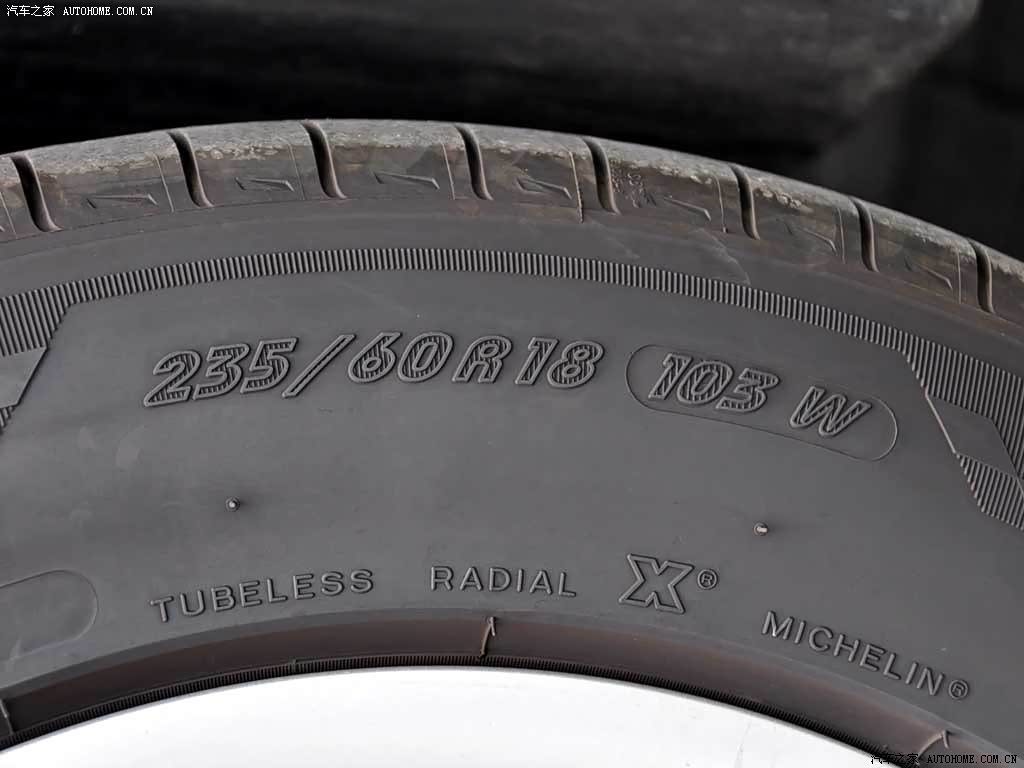 汽车之家 AUTOHOME.COM.CN
235/60R18 103 W
TUBELESS RADIAL X® MICHELIN®
汽车之家 AUTOHOME.COM.CN